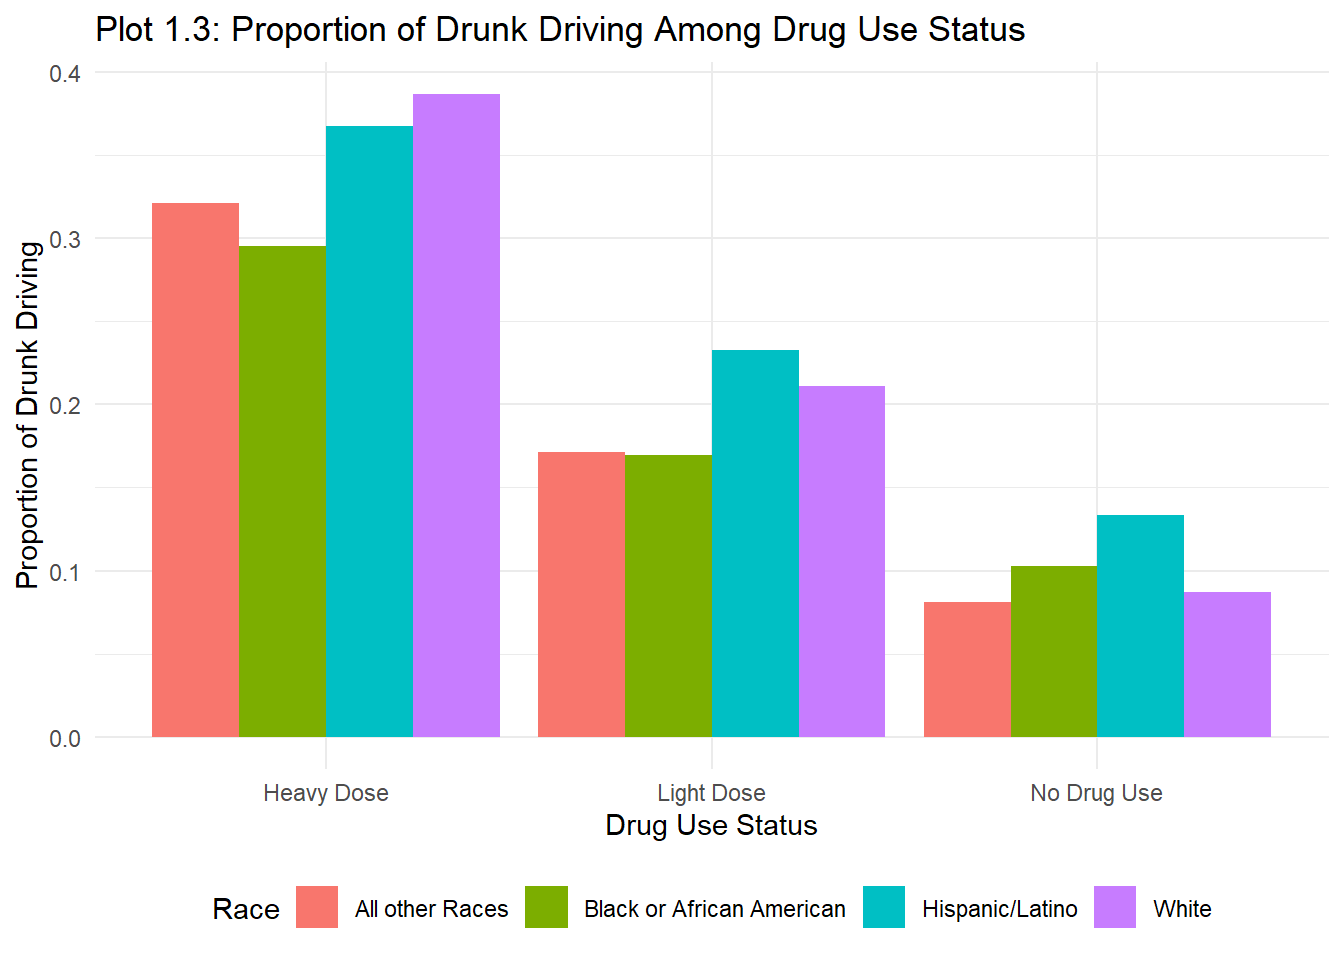 Plot 1.3: Proportion of Drunk Driving Among Drug Use Status
Proportion of Drunk Driving
0.4
0.3
0.2
0.1
0.0
Heavy Dose
Light Dose
No Drug Use
Drug Use Status
Race
All other Races
Black or African American
Hispanic/Latino
White